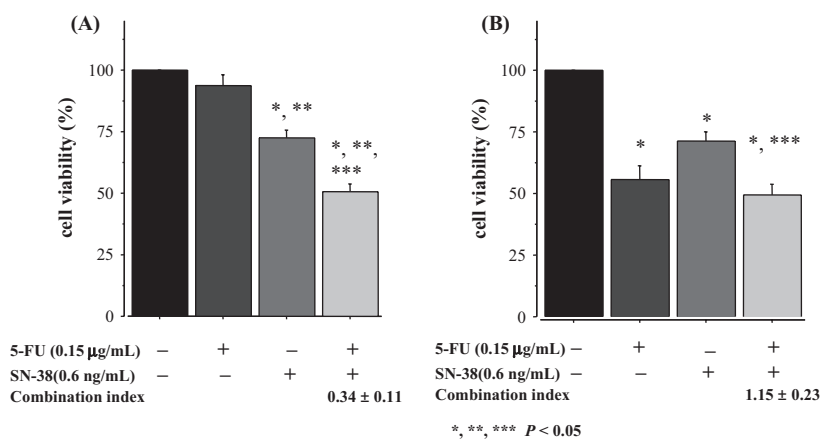 (A)
cell viability (%)
100
75
50
25
0
*, **
*, **,
***
5-FU (0.15 μg/mL) – + – +
SN-38(0.6 ng/mL) – – + +
Combination index 0.34 ± 0.11
(B)
cell viability (%)
100
75
50
25
0
*
*
*, ***
5-FU (0.15 μg/mL) – + – +
SN-38(0.6 ng/mL) – – + +
Combination index 1.15 ± 0.23
*, **, *** P < 0.05